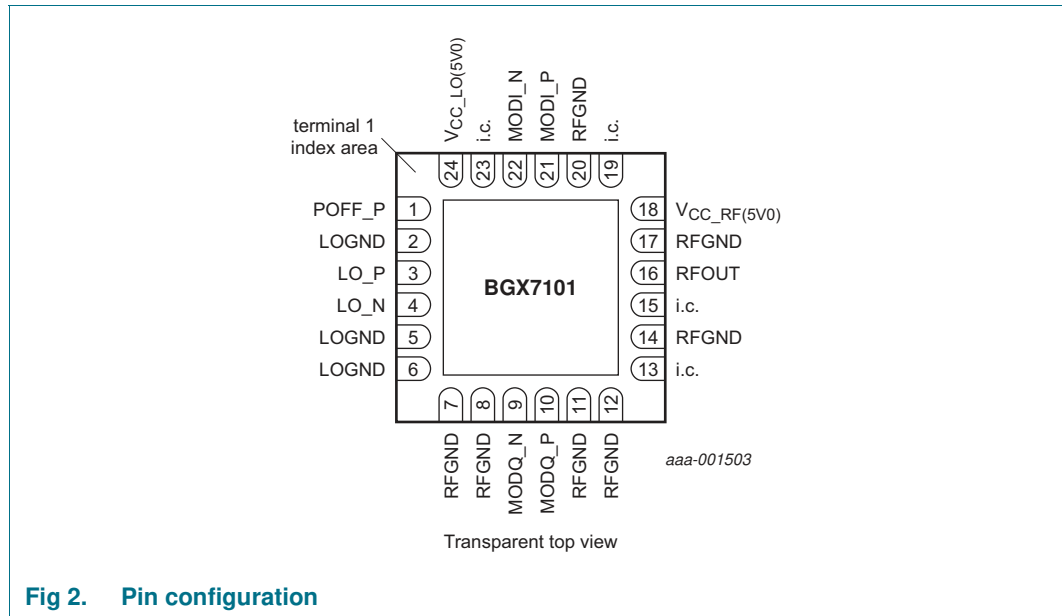 VCC_LO(5V0)
i.c.
MODI_N
MODI_P
RFGND
i.c.
terminal 1
index area
24
23
22
21
20
19
POFF_P 1
LOGND 2
LO_P 3
LO_N 4
LOGND 5
LOGND 6
BGX7101
18 VCC_RF(5V0)
17 RFGND
16 RFOUT
15 i.c.
14 RFGND
13 i.c.
7
8
9
10
11
12
RFGND
RFGND
MODQ_N
MODQ_P
RFGND
RFGND
aaa-001503
Transparent top view
Fig 2. Pin configuration